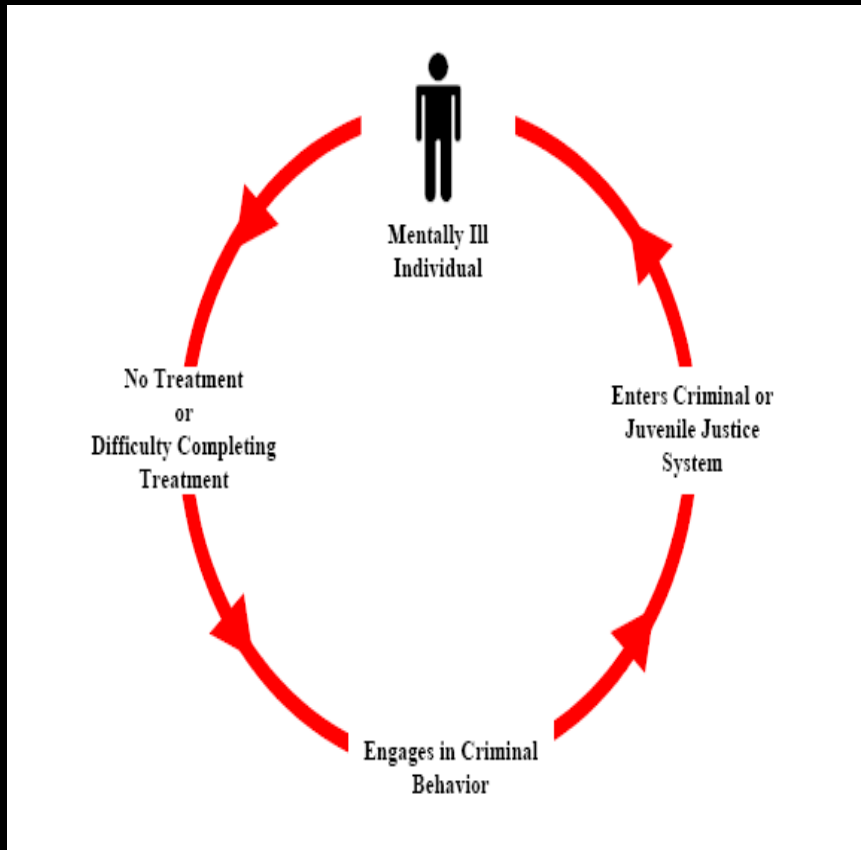 Mentally Ill
Individual
No Treatment
or
Difficulty Completing
Treatment
Engages in Criminal
Behavior
Enters Criminal or
Juvenile Justice
System